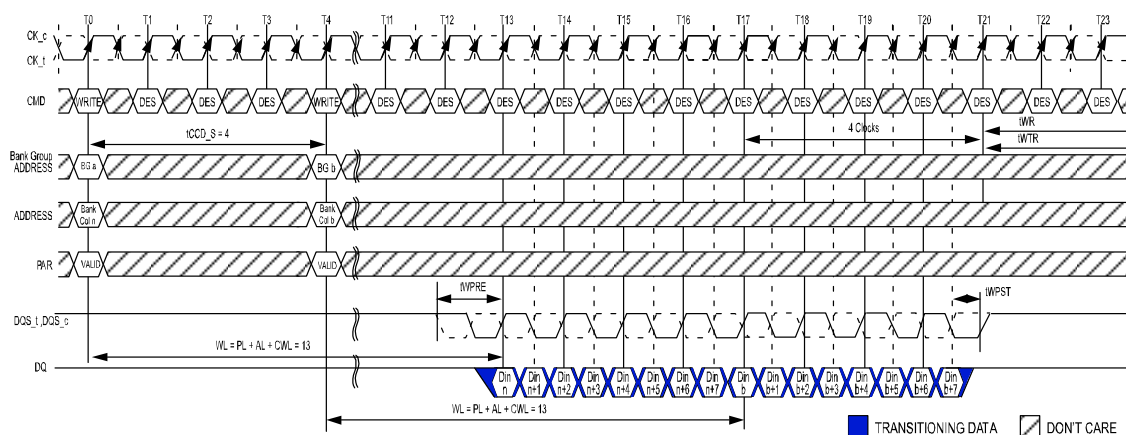 T0 T1 T2 T3 T4 T11 T12 T13 T14 T15 T16 T17 T18 T19 T20 T21 T22 T23
CK_c
CK_t
CMD WRITE DES DES DES WRITE DES DES DES DES DES DES DES DES DES DES DES DES DES
tCCD_S = 4 4 Clocks tWR
tWTR
Bank Group
ADDRESS BG a BG b
ADDRESS Bank Bank
Col n Col b
PAR VALID VALID
tWPRE tWPST
DQS_t ,DQS_c
WL = PL + AL + CWL = 13
DQ Din Din Din Din Din Din Din Din Din Din Din Din Din Din Din Din
n n+1 n+2 n+3 n+4 n+5 n+6 n+7 b b+1 b+2 b+3 b+4 b+5 b+6 b+7
WL = PL + AL + CWL = 13
TRANSITIONING DATA DON'T CARE